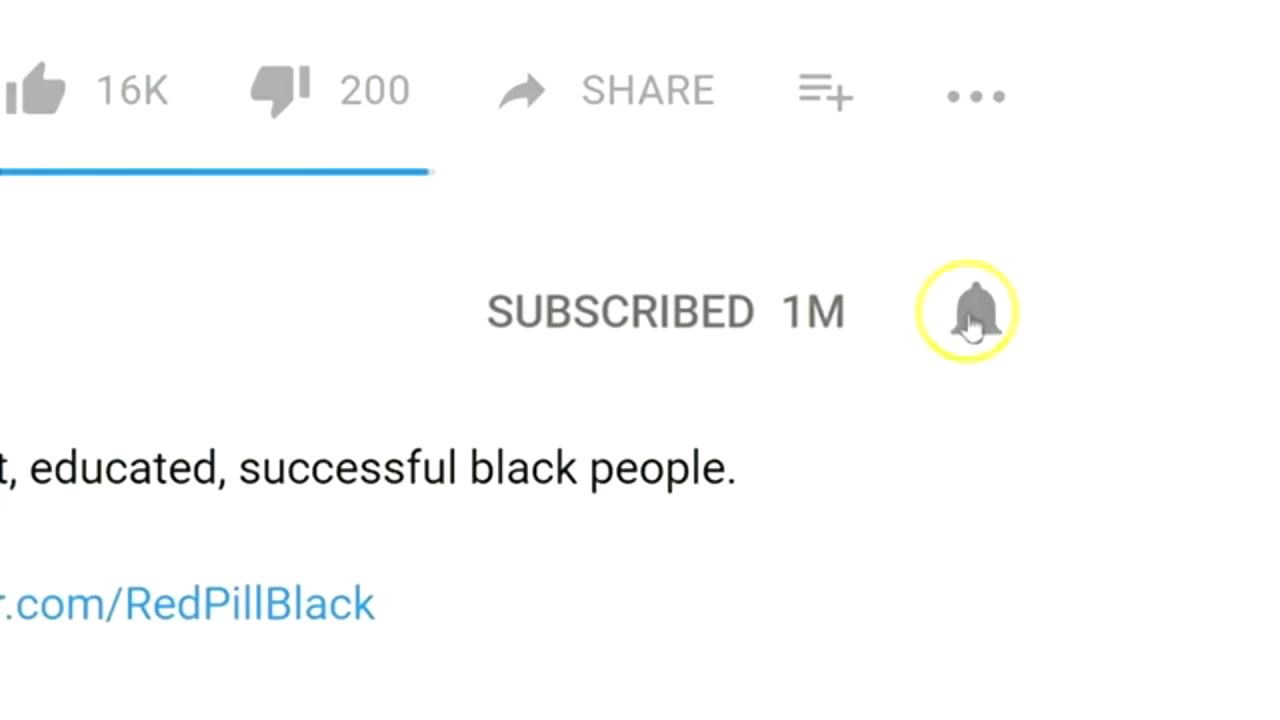 16K 200 SHARE
SUBSCRIBED 1M
t, educated, successful black people.
r.com/RedPillBlack